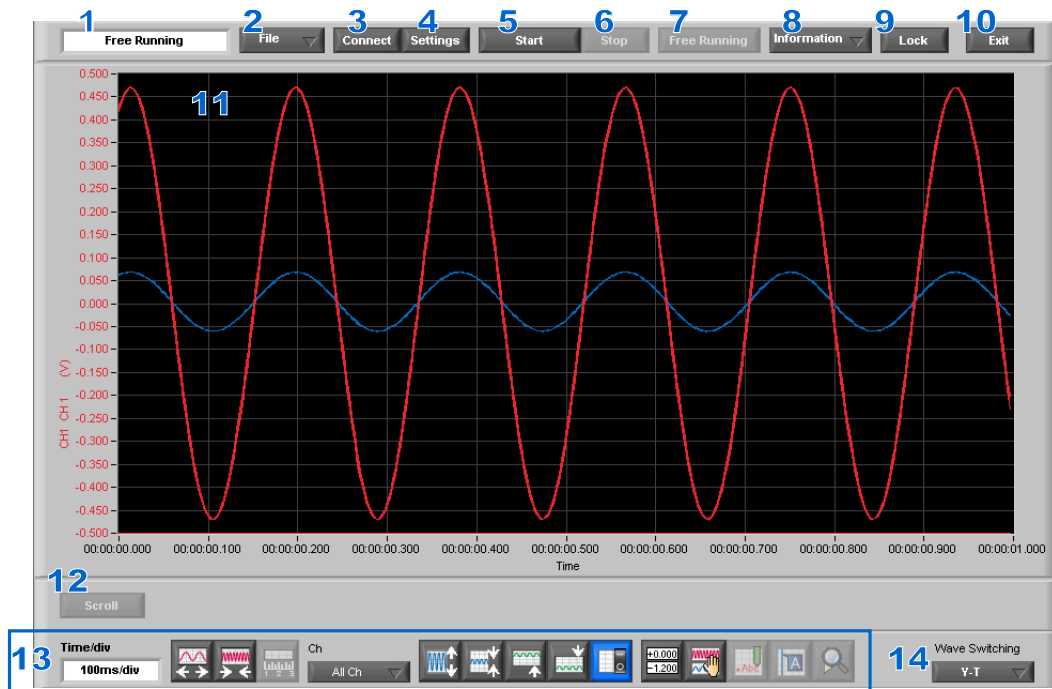 1 2 3 4 5 6 7 8 9 10
Free Running File Connect Settings Start Stop Free Running Information Lock Exit
11
0.500
0.450
0.400
0.350
0.300
0.250
0.200
0.150
0.100
0.050
0.000
-0.050
-0.100
-0.150
-0.200
-0.250
-0.300
-0.350
-0.400
-0.450
-0.500
CH1 CH 1 (V)
00:00:00.000 00:00:00.100 00:00:00.200 00:00:00.300 00:00:00.400 00:00:00.500 00:00:00.600 00:00:00.700 00:00:00.800 00:00:00.900 00:00:01.000
Time
12
Scroll
13
Time/div
100ms/div
1 2 3
Ch
All Ch
+0.000
-1.200
Abc
A
14
Wave Switching
Y-T